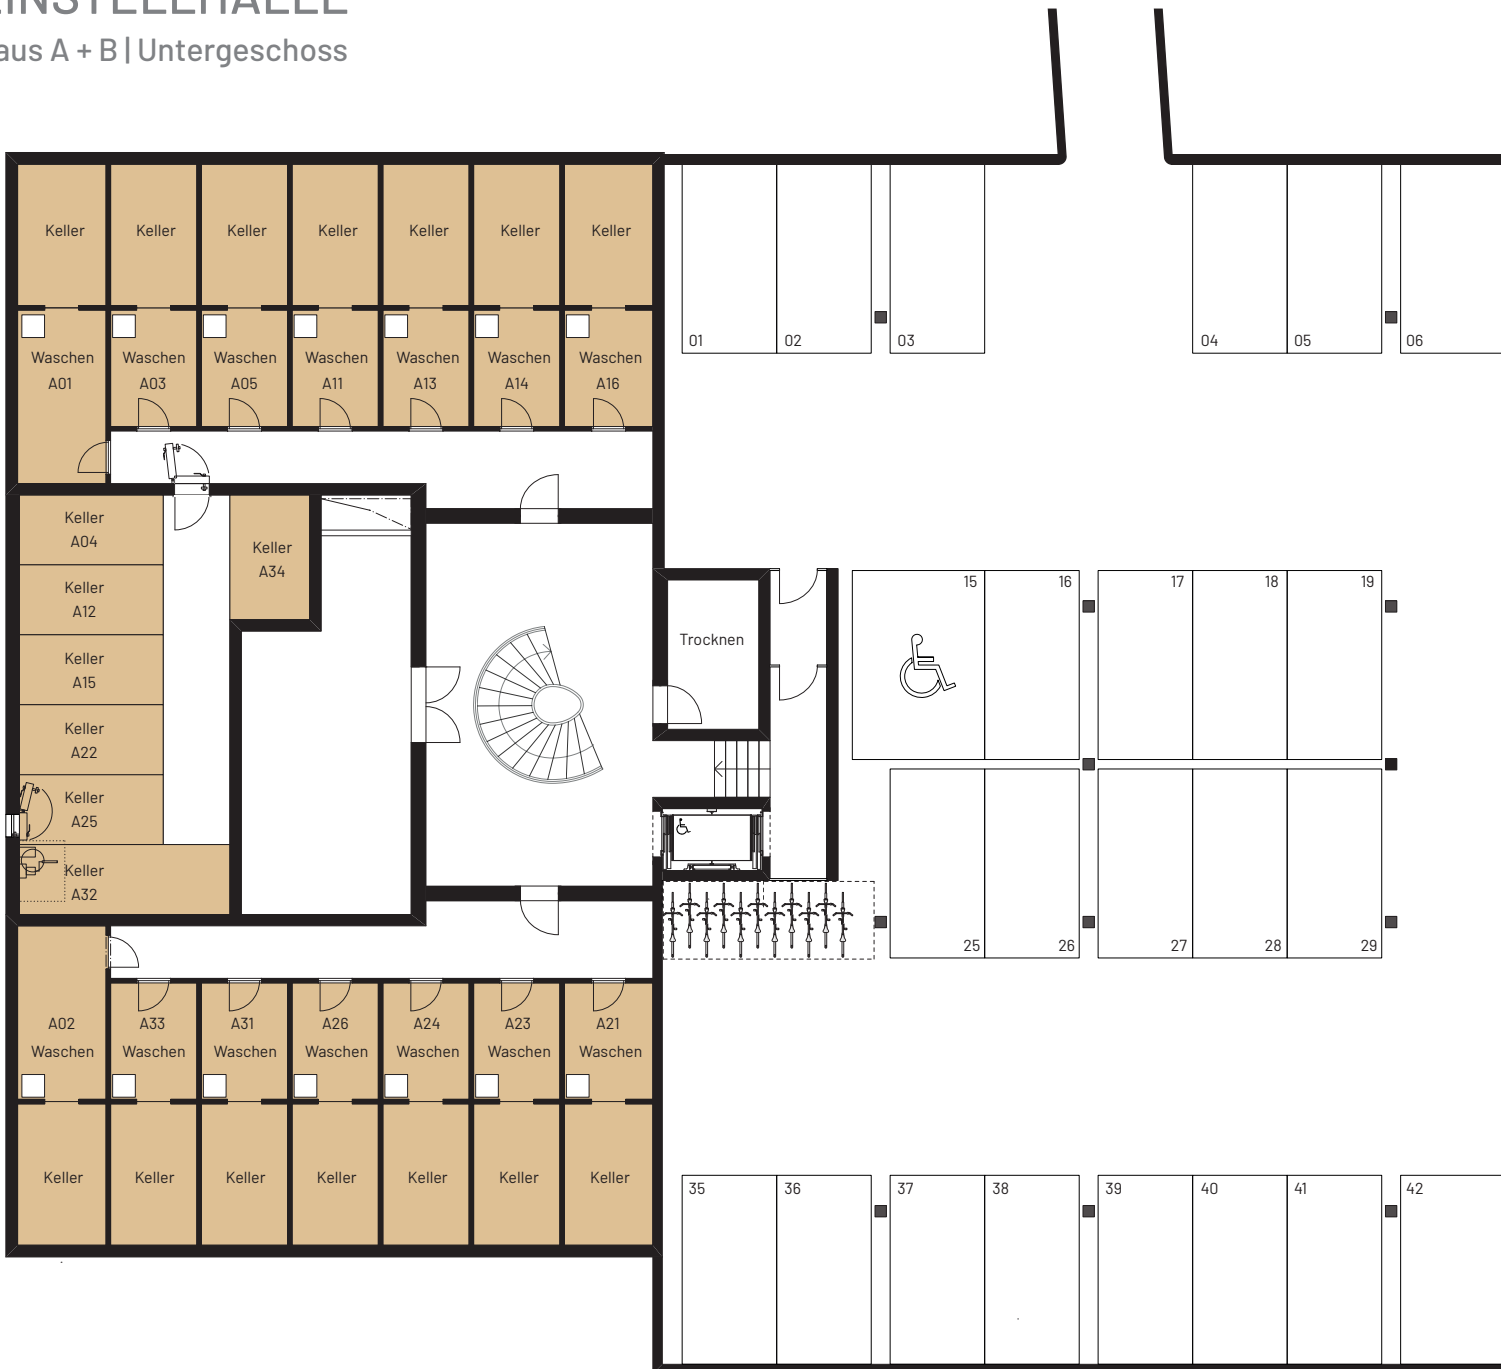 EINSTELLHALLE
aus A + B | Untergeschoss
Keller
Keller
Keller
Keller
Keller
Keller
Keller
Waschen
A01
Waschen
A03
Waschen
A05
Waschen
A11
Waschen
A13
Waschen
A14
Waschen
A16
01
02
03
04
05
06
Keller
A04
Keller
A12
Keller
A15
Keller
A22
Keller
A25
Keller
A32
Keller
A34
Trocknen
15
16
17
18
19
25
26
27
28
29
A02
Waschen
A33
Waschen
A31
Waschen
A26
Waschen
A24
Waschen
A23
Waschen
A21
Waschen
Keller
Keller
Keller
Keller
Keller
Keller
Keller
35
36
37
38
39
40
41
42